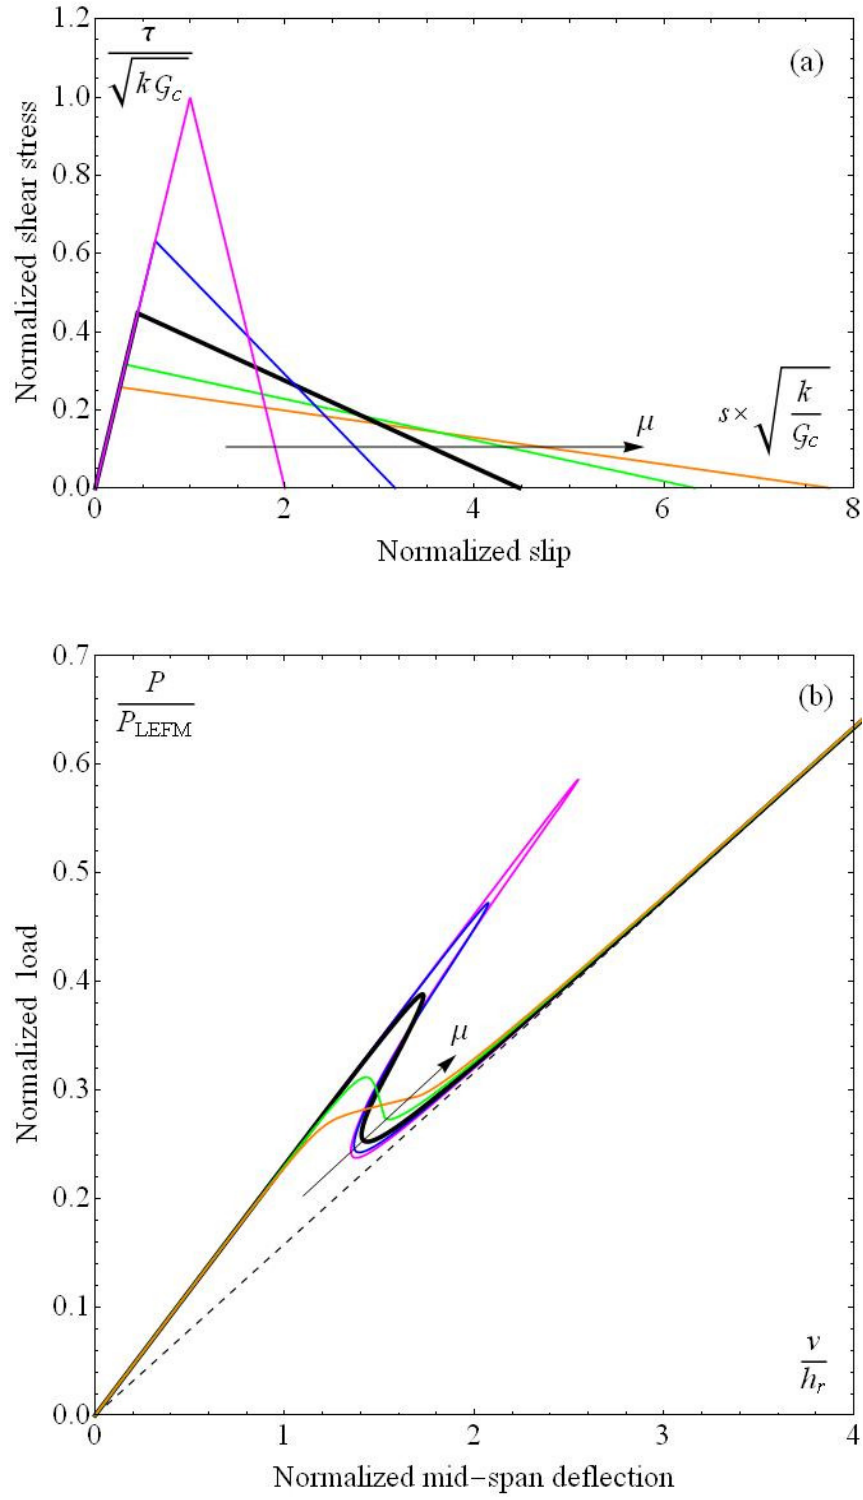 1.2
τ
√k 𝒢c
(a)
1.0
0.8
0.6
0.4
0.2
0.0
Normalized shear stress
μ
s × √k
𝒢c
0 2 4 6 8
Normalized slip
0.7
P
P_LEFM
(b)
0.6
0.5
0.4
μ
0.3
0.2
0.1
0.0
Normalized load
v
h_r
0 1 2 3 4
Normalized mid-span deflection